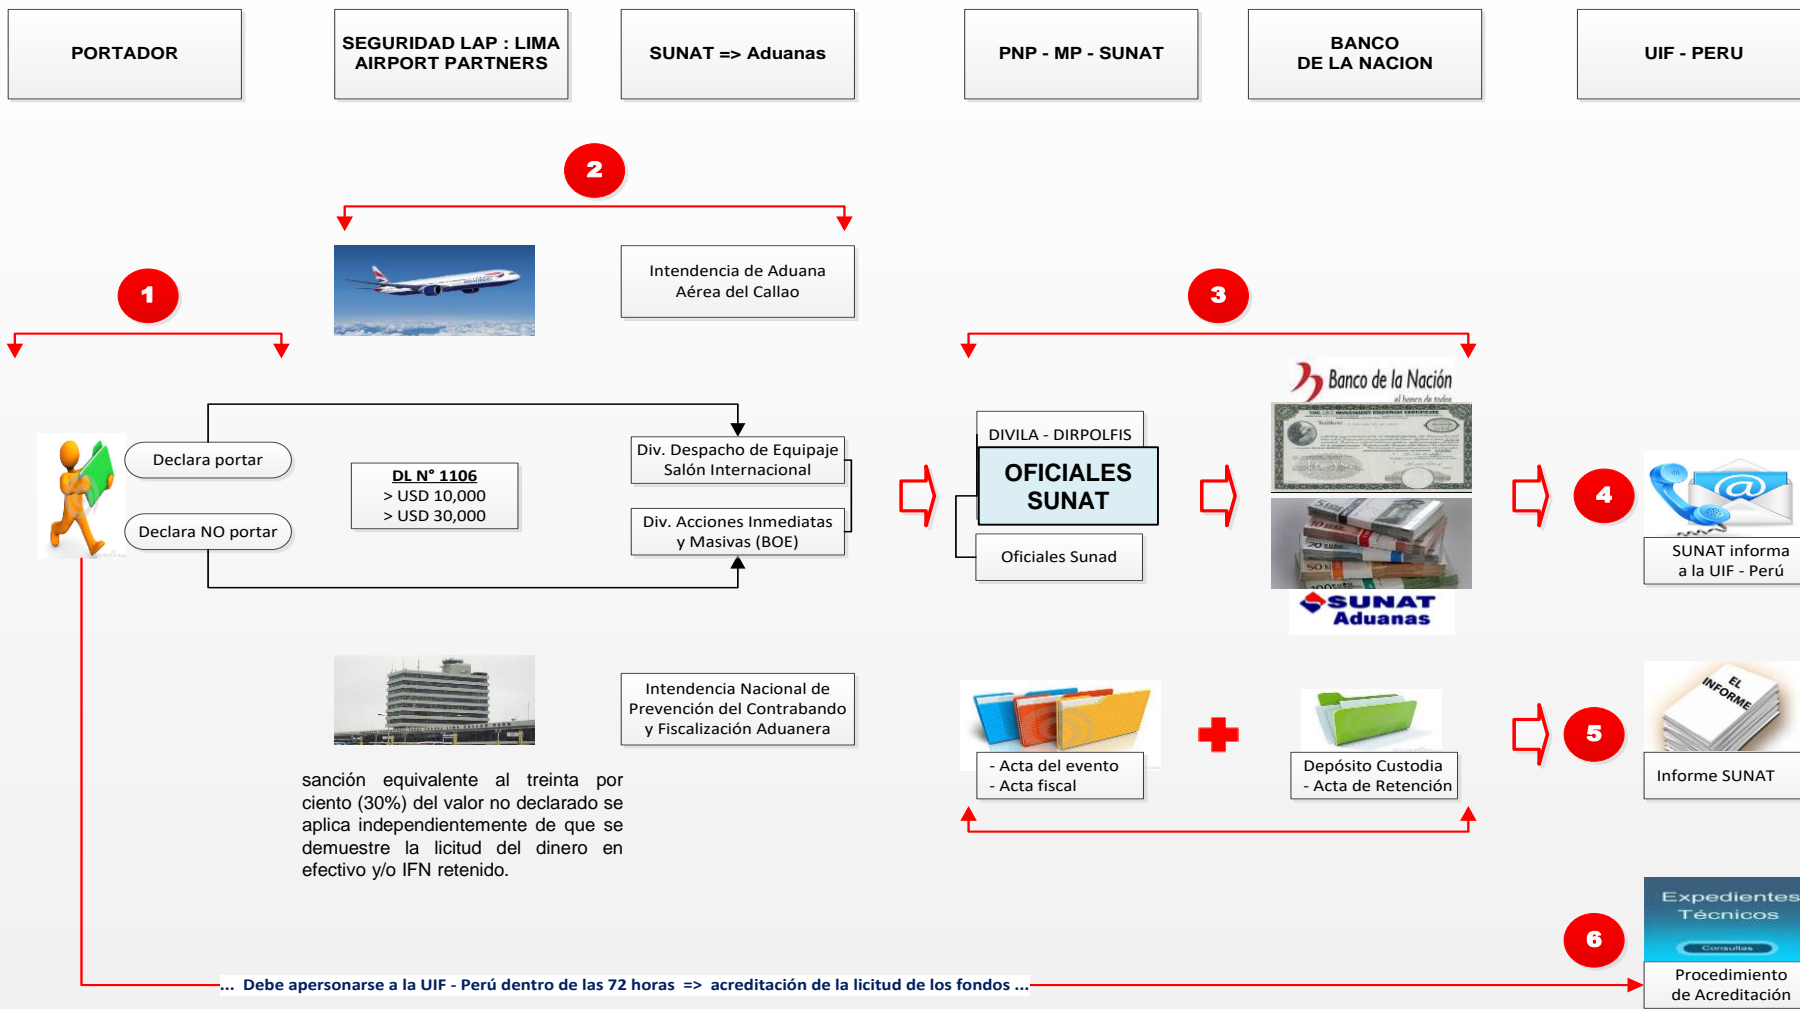 PORTADOR
SEGURIDAD LAP : LIMA
AIRPORT PARTNERS
SUNAT => Aduanas
PNP - MP - SUNAT
BANCO
DE LA NACION
UIF - PERU
2
1
3
Intendencia de Aduana
Aérea del Callao
Banco de la Nación
el banco de todos
Declara portar
Declara NO portar
DL N° 1106
> USD 10,000
> USD 30,000
Div. Despacho de Equipaje
Salón Internacional
Div. Acciones Inmediatas
y Masivas (BOE)
DIVILA - DIRPOLFIS
OFICIALES
SUNAT
Oficiales Sunad
SUNAT
Aduanas
4
SUNAT informa
a la UIF - Perú
Intendencia Nacional de
Prevención del Contrabando
y Fiscalización Aduanera
sanción equivalente al treinta por
ciento (30%) del valor no declarado se
aplica independientemente de que se
demuestre la licitud del dinero en
efectivo y/o IFN retenido.
- Acta del evento
- Acta fiscal
Depósito Custodia
- Acta de Retención
5
EL
INFORME
Informe SUNAT
6
Expedientes
Técnicos
Consultas
Procedimiento
de Acreditación
... Debe apersonarse a la UIF - Perú dentro de las 72 horas => acreditación de la licitud de los fondos ...